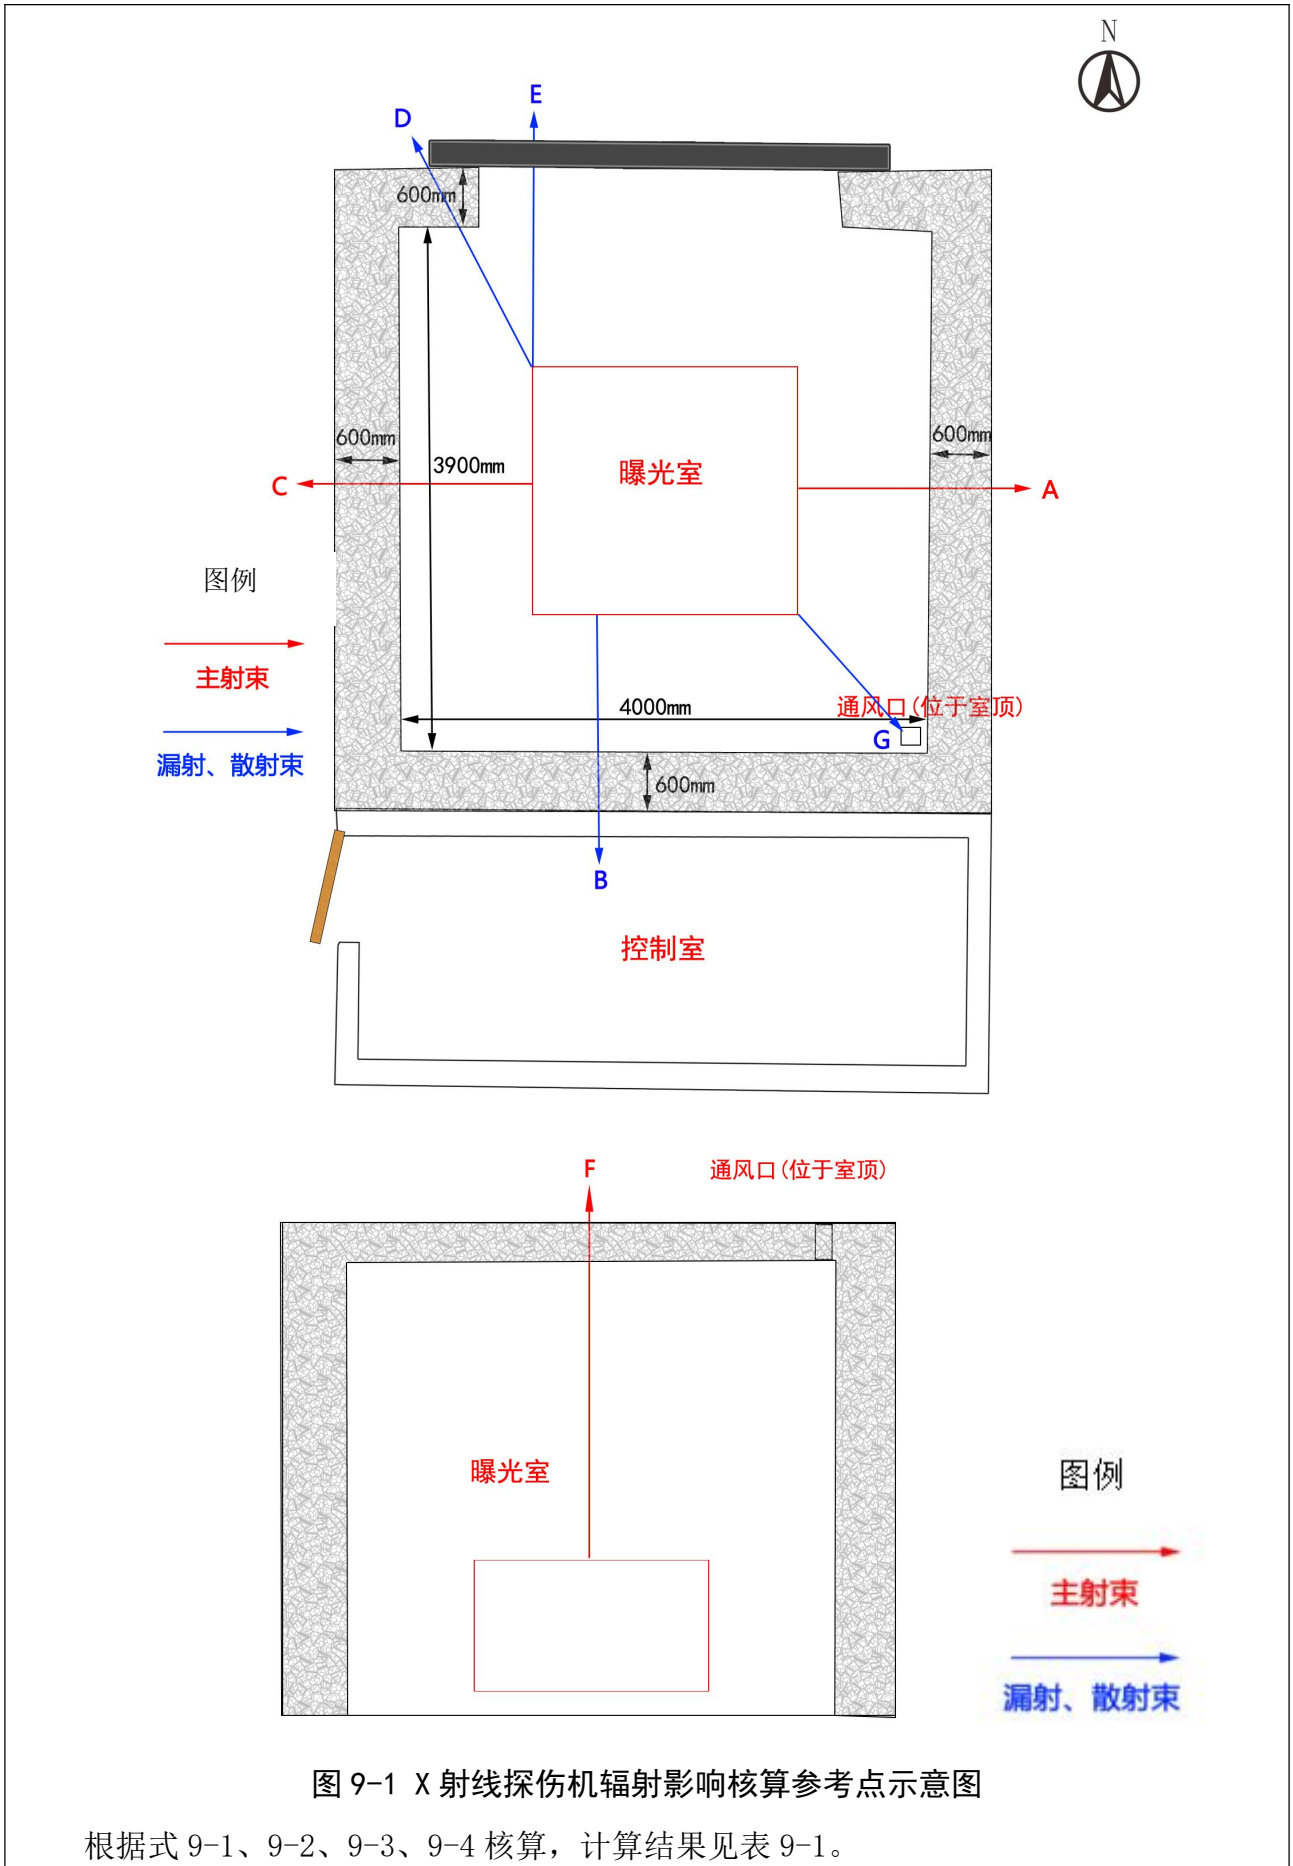 N
E
D
600mm
600mm
600mm
3900mm
曝光室
C
A
图例
主射束
4000mm
通风口(位于室顶)
G
漏射、散射束
600mm
B
控制室
F
通风口(位于室顶)
曝光室
图例
主射束
漏射、散射束
图 9-1 X 射线探伤机辐射影响核算参考点示意图
根据式 9-1、9-2、9-3、9-4 核算，计算结果见表 9-1。